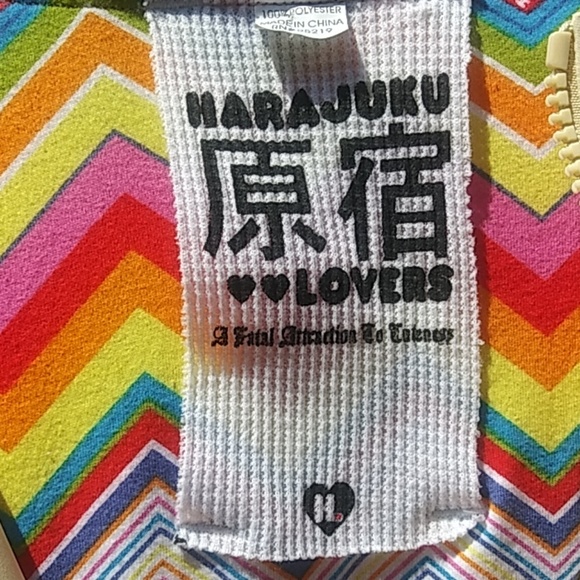 100% POLYESTER
MADE IN CHINA
HARAJUKU
原宿
LOVERS
A Fatal Attraction To Cuteness